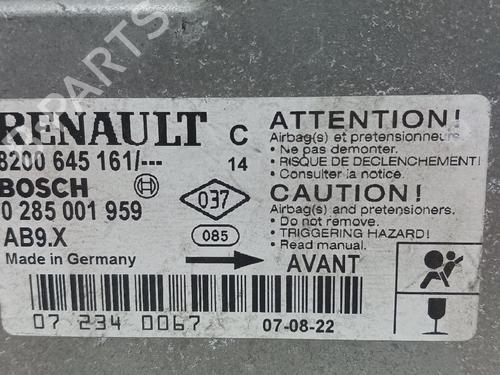 RENAULT C
8200 645 161/--- 14
BOSCH
0 285 001 959
AB9.X
Made in Germany
037
085
AVANT
ATTENTION!
Airbag(s) et pretensionneurs
• Ne pas demonter.
• RISQUE DE DECLENCHEMENT!
• Consulter la notice.
CAUTION!
Airbag(s) and pretensioners.
• Do not remove.
• TRIGGERING HAZARD!
• Read manual.
07 234 0067
07-08-22